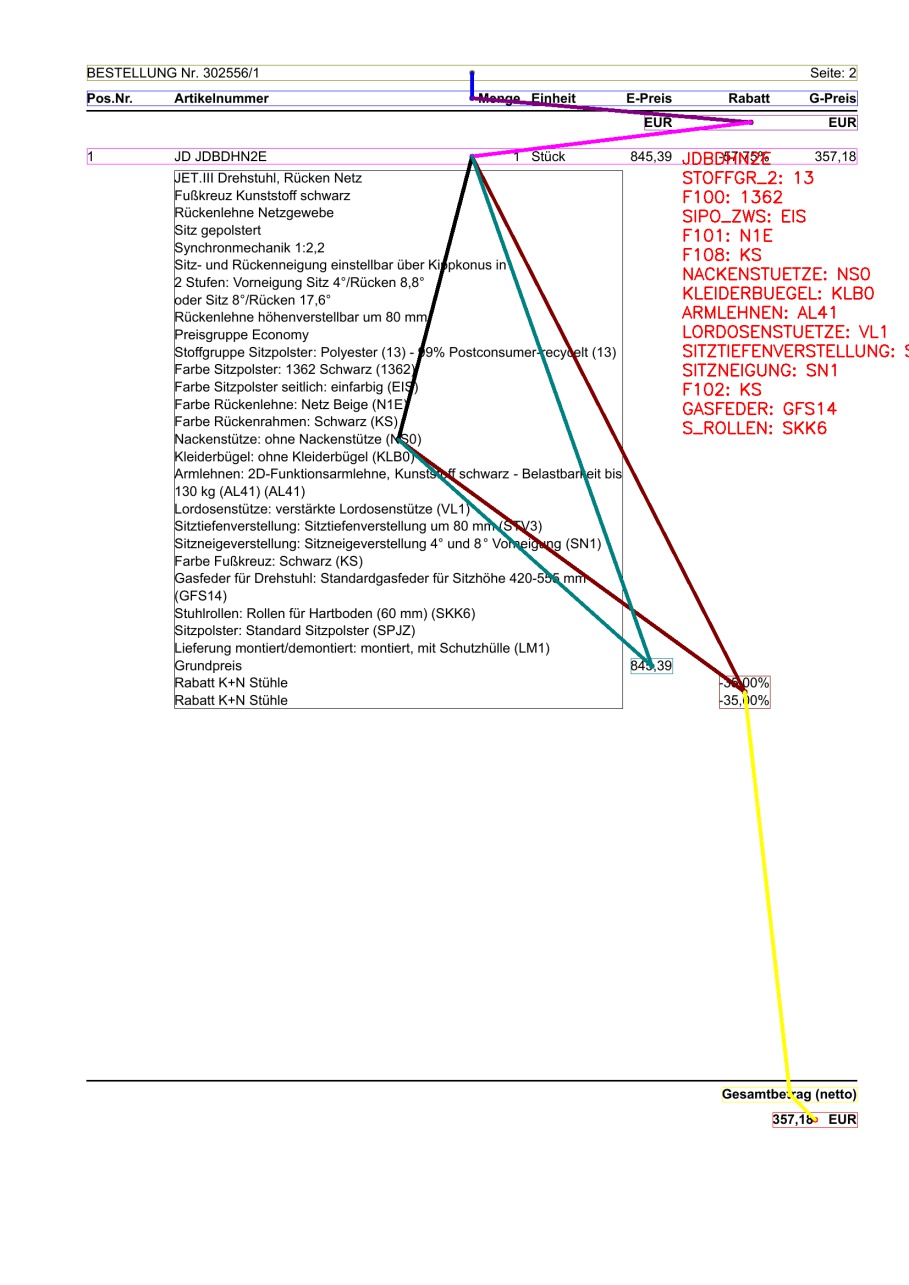 BESTELLUNG Nr. 302556/1 Seite: 2
Pos.Nr. Artikelnummer Menge Einheit E-Preis Rabatt G-Preis
EUR EUR
1 JD JDBDHN2E 1 Stück 845,39 57,75% 357,18
JET.III Drehstuhl, Rücken Netz
Fußkreuz Kunststoff schwarz
Rückenlehne Netzgewebe
Sitz gepolstert
Synchronmechanik 1:2,2
Sitz- und Rückenneigung einstellbar über Kippkonus in
2 Stufen: Vorneigung Sitz 4°/Rücken 8,8°
oder Sitz 8°/Rücken 17,6°
Rückenlehne höhenverstellbar um 80 mm
Preisgruppe Economy
Stoffgruppe Sitzpolster: Polyester (13) - 99% Postconsumer-recycelt (13)
Farbe Sitzpolster: 1362 Schwarz (1362)
Farbe Sitzpolster seitlich: einfarbig (EIS)
Farbe Rückenlehne: Netz Beige (N1E)
Farbe Rückenrahmen: Schwarz (KS)
Nackenstütze: ohne Nackenstütze (NS0)
Kleiderbügel: ohne Kleiderbügel (KLB0)
Armlehnen: 2D-Funktionsarmlehne, Kunststoff schwarz - Belastbarkeit bis
130 kg (AL41) (AL41)
Lordosenstütze: verstärkte Lordosenstütze (VL1)
Sitztiefenverstellung: Sitztiefenverstellung um 80 mm (STV3)
Sitzneigeverstellung: Sitzneigeverstellung 4° und 8° Vorneigung (SN1)
Farbe Fußkreuz: Schwarz (KS)
Gasfeder für Drehstuhl: Standardgasfeder für Sitzhöhe 420-555 mm
(GFS14)
Stuhlrollen: Rollen für Hartboden (60 mm) (SKK6)
Sitzpolster: Standard Sitzpolster (SPJZ)
Lieferung montiert/demontiert: montiert, mit Schutzhülle (LM1)
Grundpreis 845,39
Rabatt K+N Stühle -35,00%
Rabatt K+N Stühle -35,00%
JDBDHN2E
STOFFGR_2: 13
F100: 1362
SIPO_ZWS: EIS
F101: N1E
F108: KS
NACKENSTUETZE: NS0
KLEIDERBUEGEL: KLB0
ARMLEHNEN: AL41
LORDOSENSTUETZE: VL1
SITZTIEFENVERSTELLUNG: S
SITZNEIGUNG: SN1
F102: KS
GASFEDER: GFS14
S_ROLLEN: SKK6
Gesamtbetrag (netto)
357,18 EUR